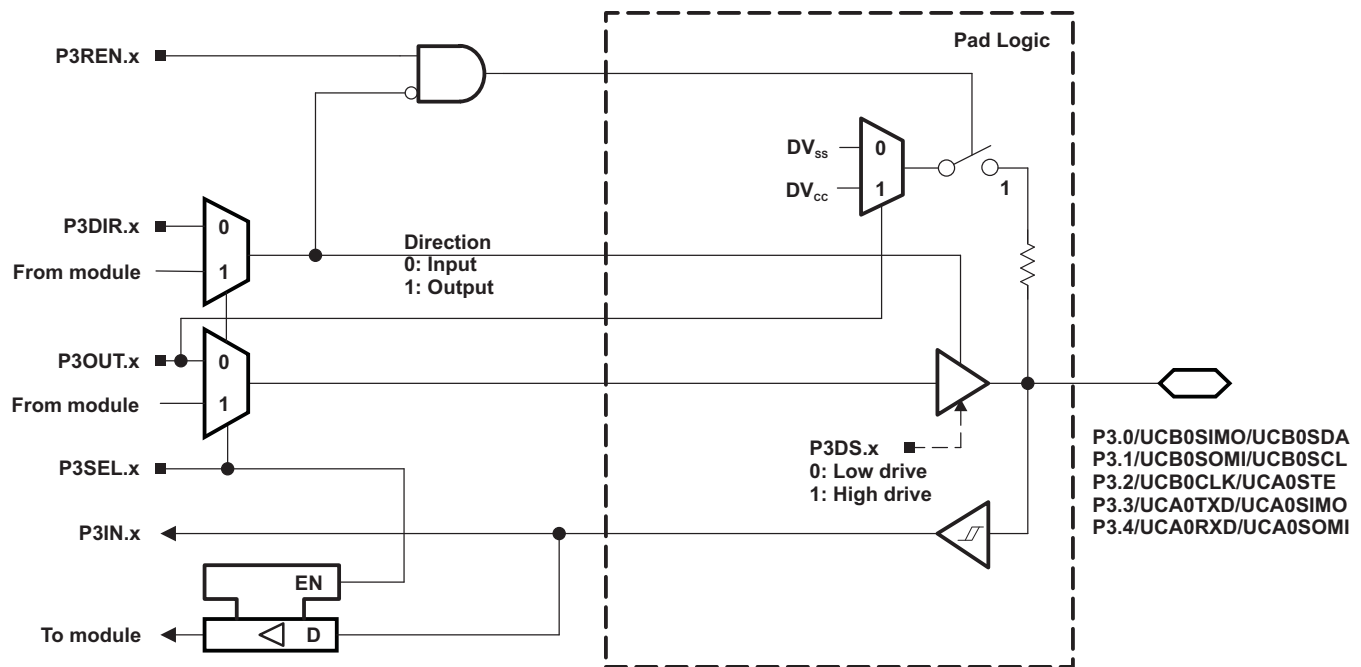 Pad Logic
P3REN.x
DVss
0
DVcc
1
1
P3DIR.x
0
From module
1
Direction
0: Input
1: Output
P3OUT.x
0
From module
1
P3DS.x
0: Low drive
1: High drive
P3SEL.x
P3.0/UCB0SIMO/UCB0SDA
P3.1/UCB0SOMI/UCB0SCL
P3.2/UCB0CLK/UCA0STE
P3.3/UCA0TXD/UCA0SIMO
P3.4/UCA0RXD/UCA0SOMI
P3IN.x
EN
To module
D